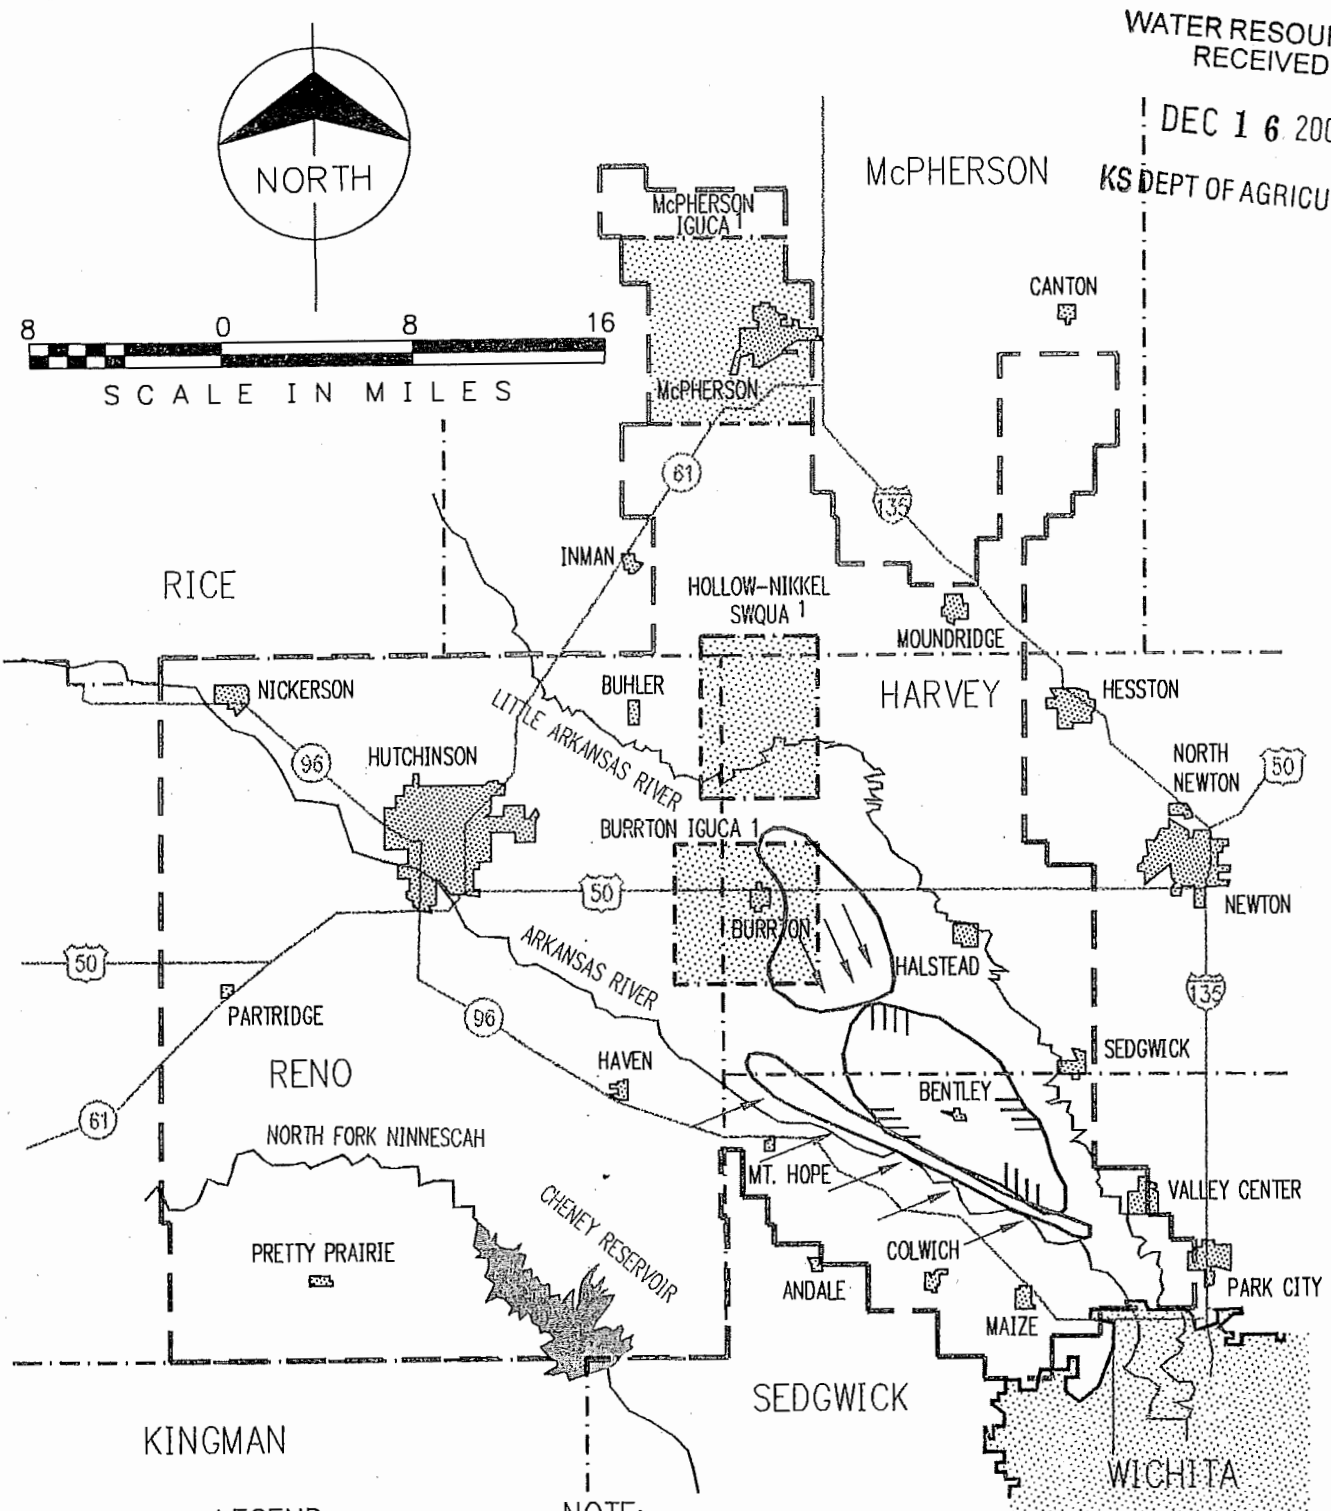 WATER RESOU
RECEIVED
DEC 16 200
KS DEPT OF AGRICU
NORTH
8 0 8 16
SCALE IN MILES
McPHERSON
McPHERSON
IGUCA 1
CANTON
McPHERSON
61
135
INMAN
RICE
HOLLOW-NIKKEL
SWQUA 1
MOUNDRIDGE
NICKERSON
BUHLER
HARVEY
HESSTON
LITTLE ARKANSAS RIVER
96
HUTCHINSON
NORTH
NEWTON
50
BURRTON IGUCA 1
50
NEWTON
BURRTON
ARKANSAS RIVER
HALSTEAD
50
135
PARTRIDGE
96
SEDGWICK
RENO
HAVEN
BENTLEY
61
NORTH FORK NINNESCAH
MT. HOPE
VALLEY CENTER
CHENEY RESERVOIR
PRETTY PRAIRIE
COLWICH
ANDALE
PARK CITY
MAIZE
SEDGWICK
KINGMAN
WICHITA
LEGEND
NOTE: